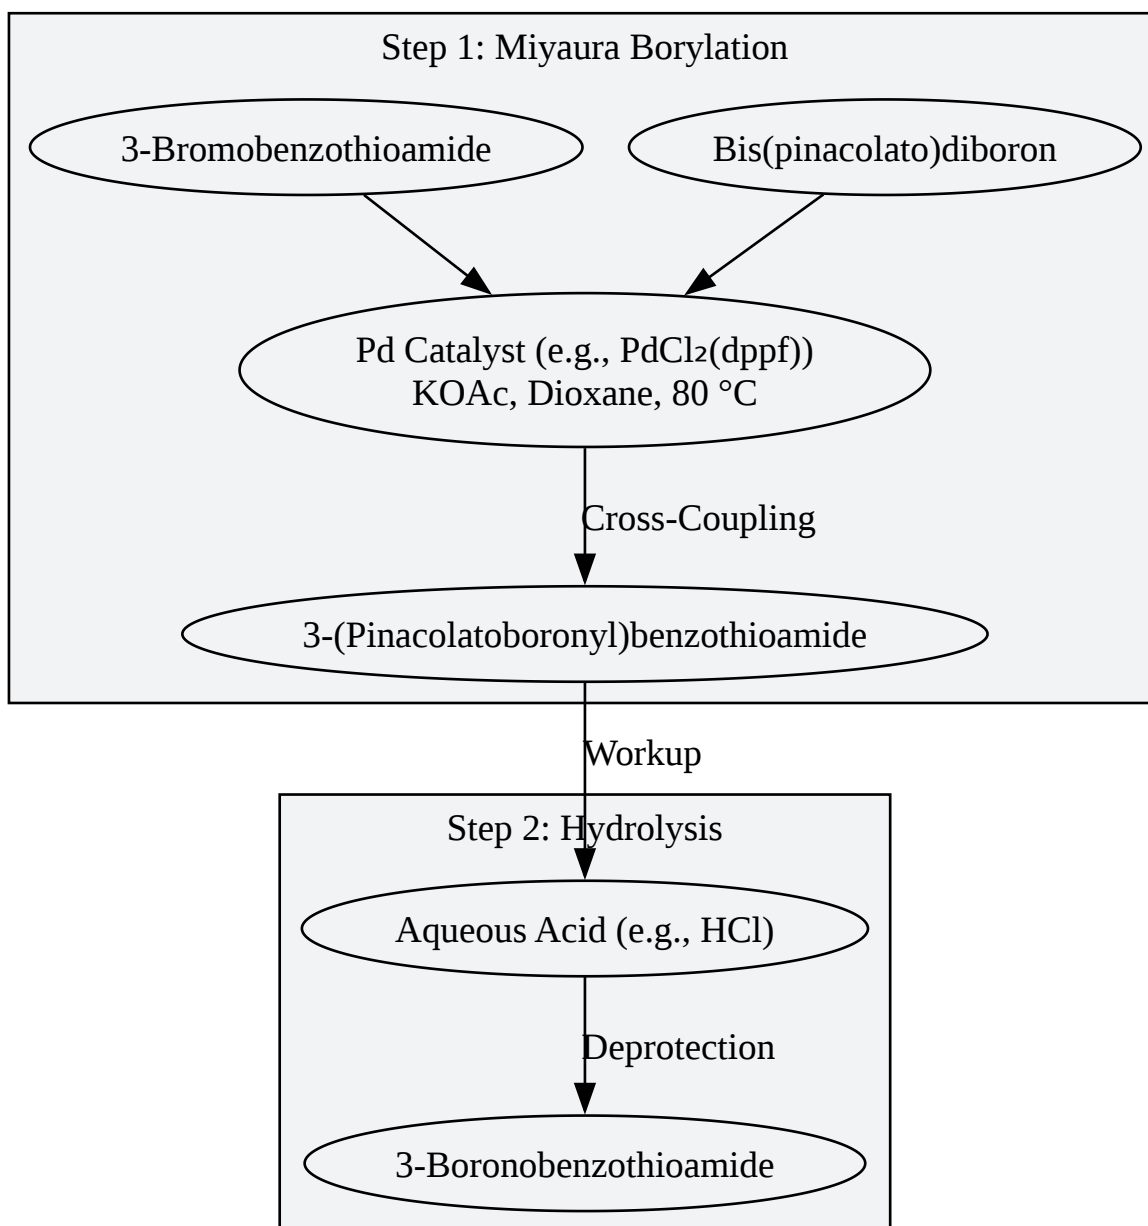 Step 1: Miyaura Borylation
3-Bromobenzothioamide
Bis(pinacolato)diboron
Pd Catalyst (e.g., PdCl₂(dppf))
KOAc, Dioxane, 80 °C
Cross-Coupling
3-(Pinacolatoboronyl)benzothioamide
Workup
Step 2: Hydrolysis
Aqueous Acid (e.g., HCl)
Deprotection
3-Boronobenzothioamide